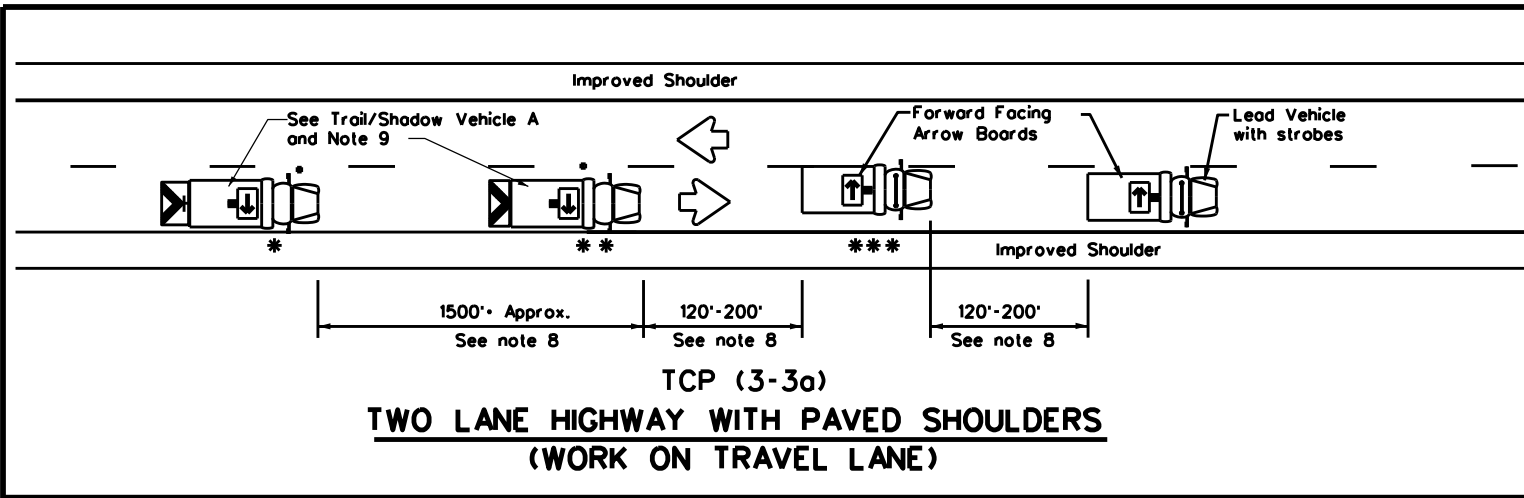 Improved Shoulder
See Trail/Shadow Vehicle A
and Note 9
Forward Facing
Arrow Boards
Lead Vehicle
with strobes
*
* *
***
Improved Shoulder
1500'± Approx.
See note 8
120'-200'
See note 8
120'-200'
See note 8
TCP (3-3a)
TWO LANE HIGHWAY WITH PAVED SHOULDERS
(WORK ON TRAVEL LANE)